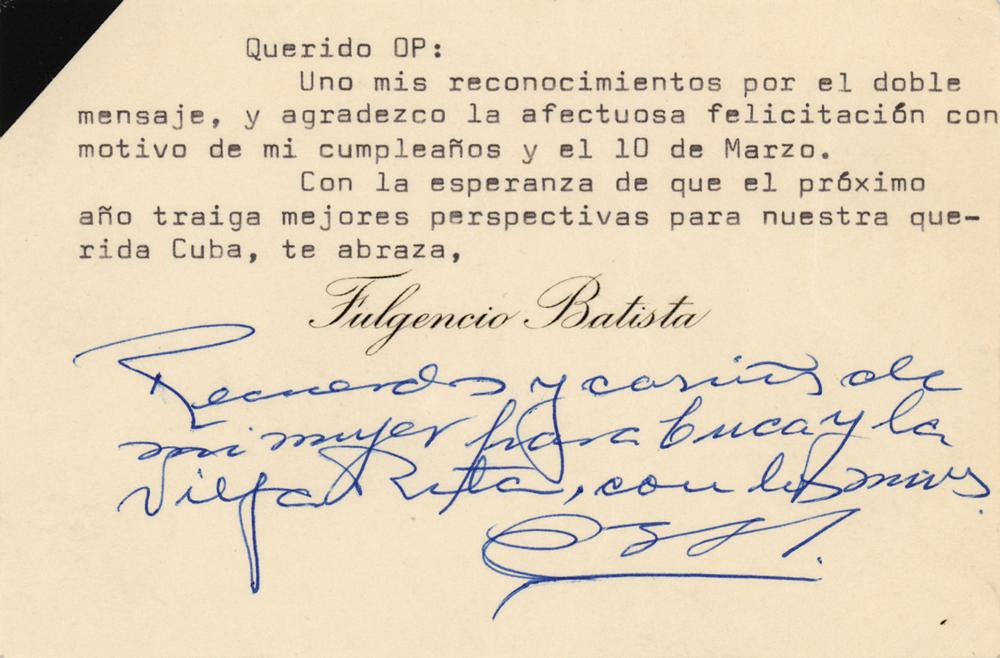 Querido OP:
Uno mis reconocimientos por el doble
mensaje, y agradezco la afectuosa felicitación con
motivo de mi cumpleaños y el 10 de Marzo.
Con la esperanza de que el próximo
año traiga mejores perspectivas para nuestra que-
rida Cuba, te abraza,
Fulgencio Batista
Recuerdos y cariños de
mi mujer para Cuca y la
Rita, con los míos.